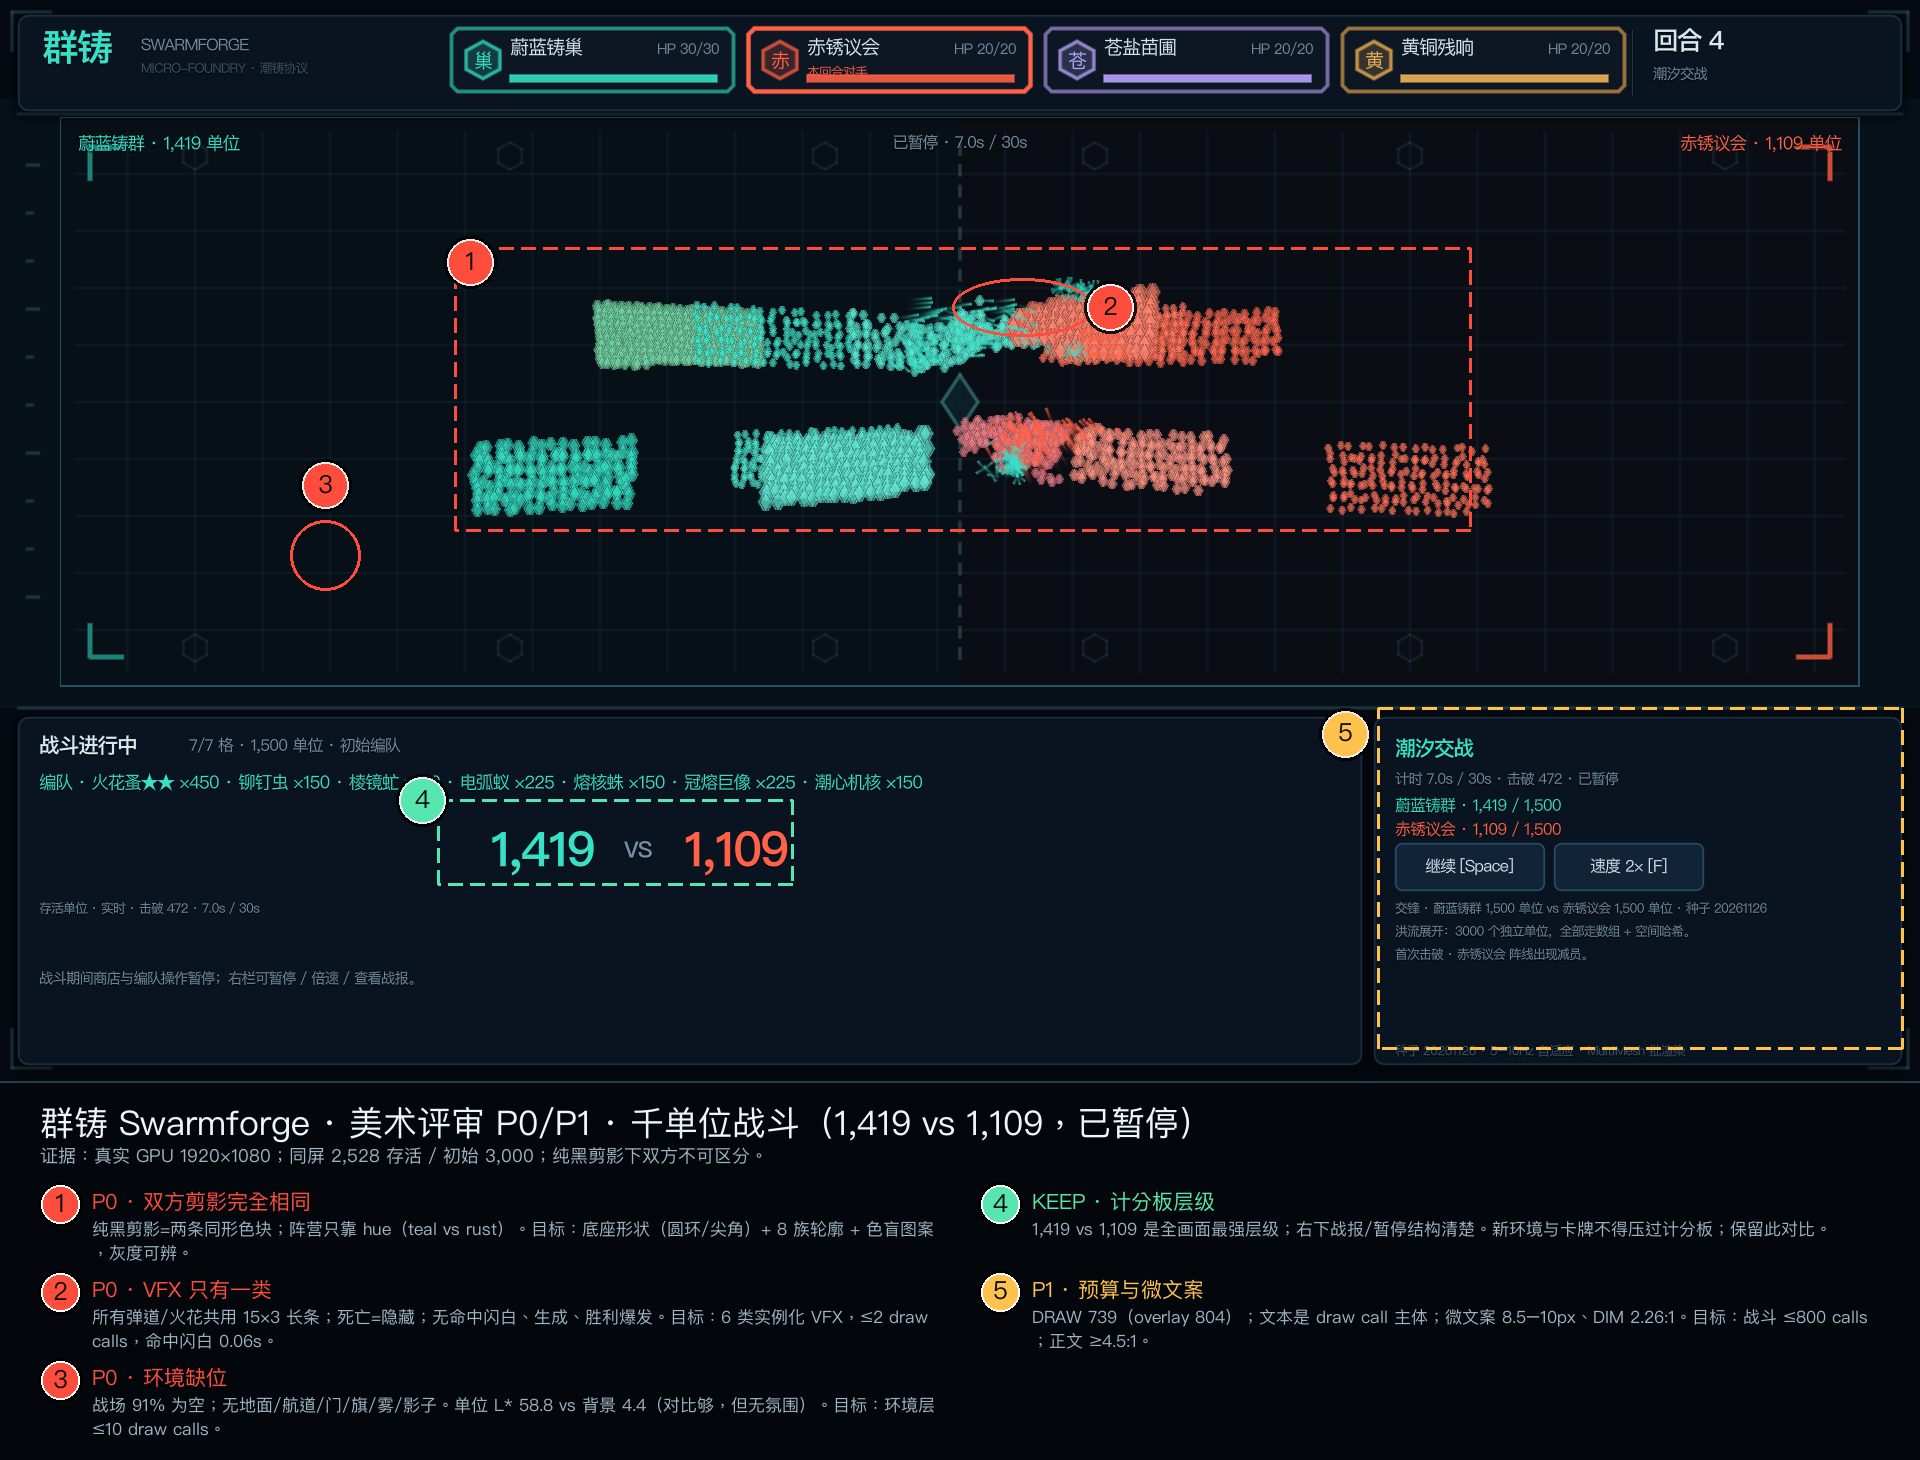 群铸
SWARMFORGE
MICRO-FOUNDRY · 潮铸协议
巢 蔚蓝铸巢 HP 30/30
赤 赤锈议会 HP 20/20
本回合对手
苍 苍盐苗圃 HP 20/20
黄 黄铜残响 HP 20/20
回合 4
潮汐交战
蔚蓝铸群 · 1,419 单位
已暂停 · 7.0s / 30s
赤锈议会 · 1,109 单位
1
2
3
战斗进行中 7/7 格 · 1,500 单位 · 初始编队
编队 · 火花蚤★★ ×450 · 铆钉虫 ×150 · 棱镜虻 · 电弧蚁 ×225 · 熔核蛛 ×150 · 冠熔巨像 ×225 · 潮心机核 ×150
4
1,419 vs 1,109
存活单位 · 实时 · 击破 472 · 7.0s / 30s
战斗期间商店与编队操作暂停；右栏可暂停 / 倍速 / 查看战报。
5
潮汐交战
计时 7.0s / 30s · 击破 472 · 已暂停
蔚蓝铸群 · 1,419 / 1,500
赤锈议会 · 1,109 / 1,500
继续 [Space] 速度 2× [F]
交锋 · 蔚蓝铸群 1,500 单位 vs 赤锈议会 1,500 单位 · 种子 20261126
洪流展开：3000 个独立单位，全部走数组 + 空间哈希。
首次击破 · 赤锈议会 阵线出现减员。
种子 20261126 · 5–10Hz 自适应 · MultiMesh 批渲染
群铸 Swarmforge · 美术评审 P0/P1 · 千单位战斗（1,419 vs 1,109，已暂停）
证据：真实 GPU 1920×1080；同屏 2,528 存活 / 初始 3,000；纯黑剪影下双方不可区分。
1 P0 · 双方剪影完全相同
纯黑剪影=两条同形色块；阵营只靠 hue（teal vs rust）。目标：底座形状（圆环/尖角）+ 8 族轮廓 + 色盲图案
，灰度可辨。
2 P0 · VFX 只有一类
所有弹道/火花共用 15×3 长条；死亡=隐藏；无命中闪白、生成、胜利爆发。目标：6 类实例化 VFX，≤2 draw
calls，命中闪白 0.06s。
3 P0 · 环境缺位
战场 91% 为空；无地面/航道/门/旗/雾/影子。单位 L* 58.8 vs 背景 4.4（对比够，但无氛围）。目标：环境层
≤10 draw calls。
4 KEEP · 计分板层级
1,419 vs 1,109 是全画面最强层级；右下战报/暂停结构清楚。新环境与卡牌不得压过计分板；保留此对比。
5 P1 · 预算与微文案
DRAW 739（overlay 804）；文本是 draw call 主体；微文案 8.5—10px、DIM 2.26:1。目标：战斗 ≤800 calls
；正文 ≥4.5:1。